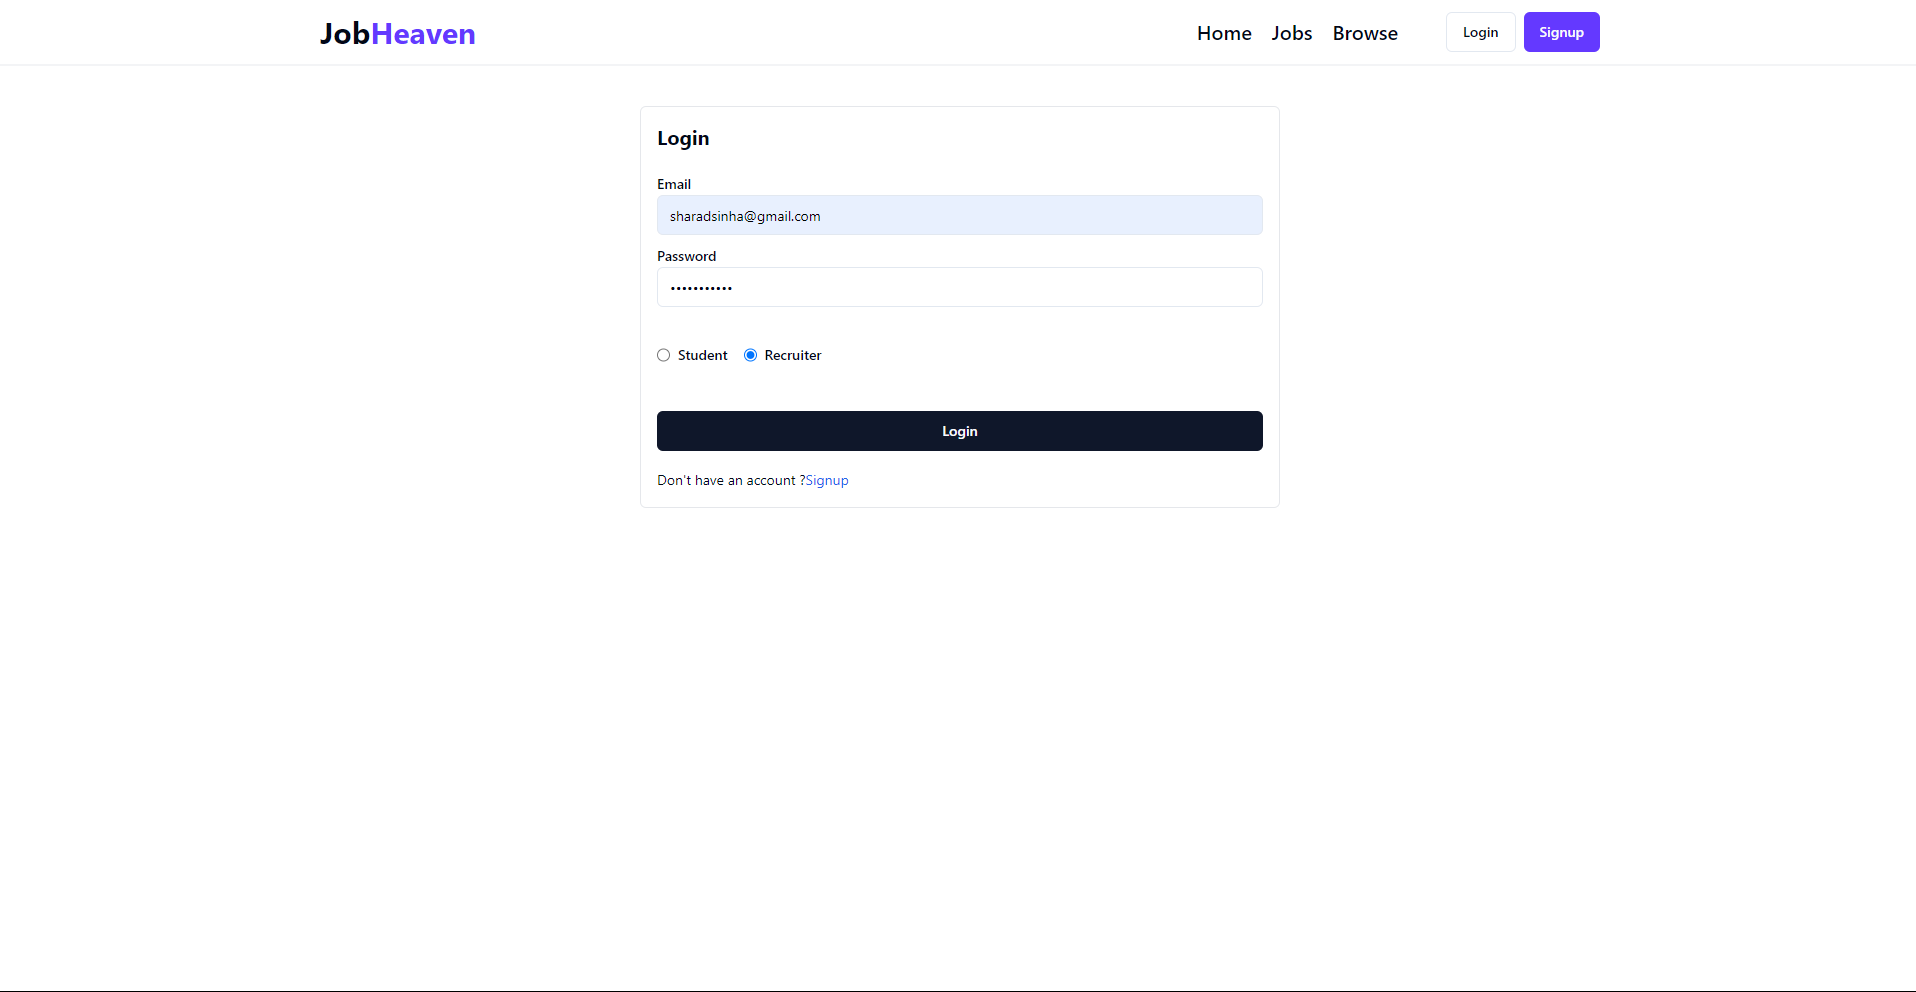 JobHeaven
Home Jobs Browse Login Signup
Login
Email
sharadsinha@gmail.com
Password
•••••••••••
Student Recruiter
Login
Don't have an account ?Signup